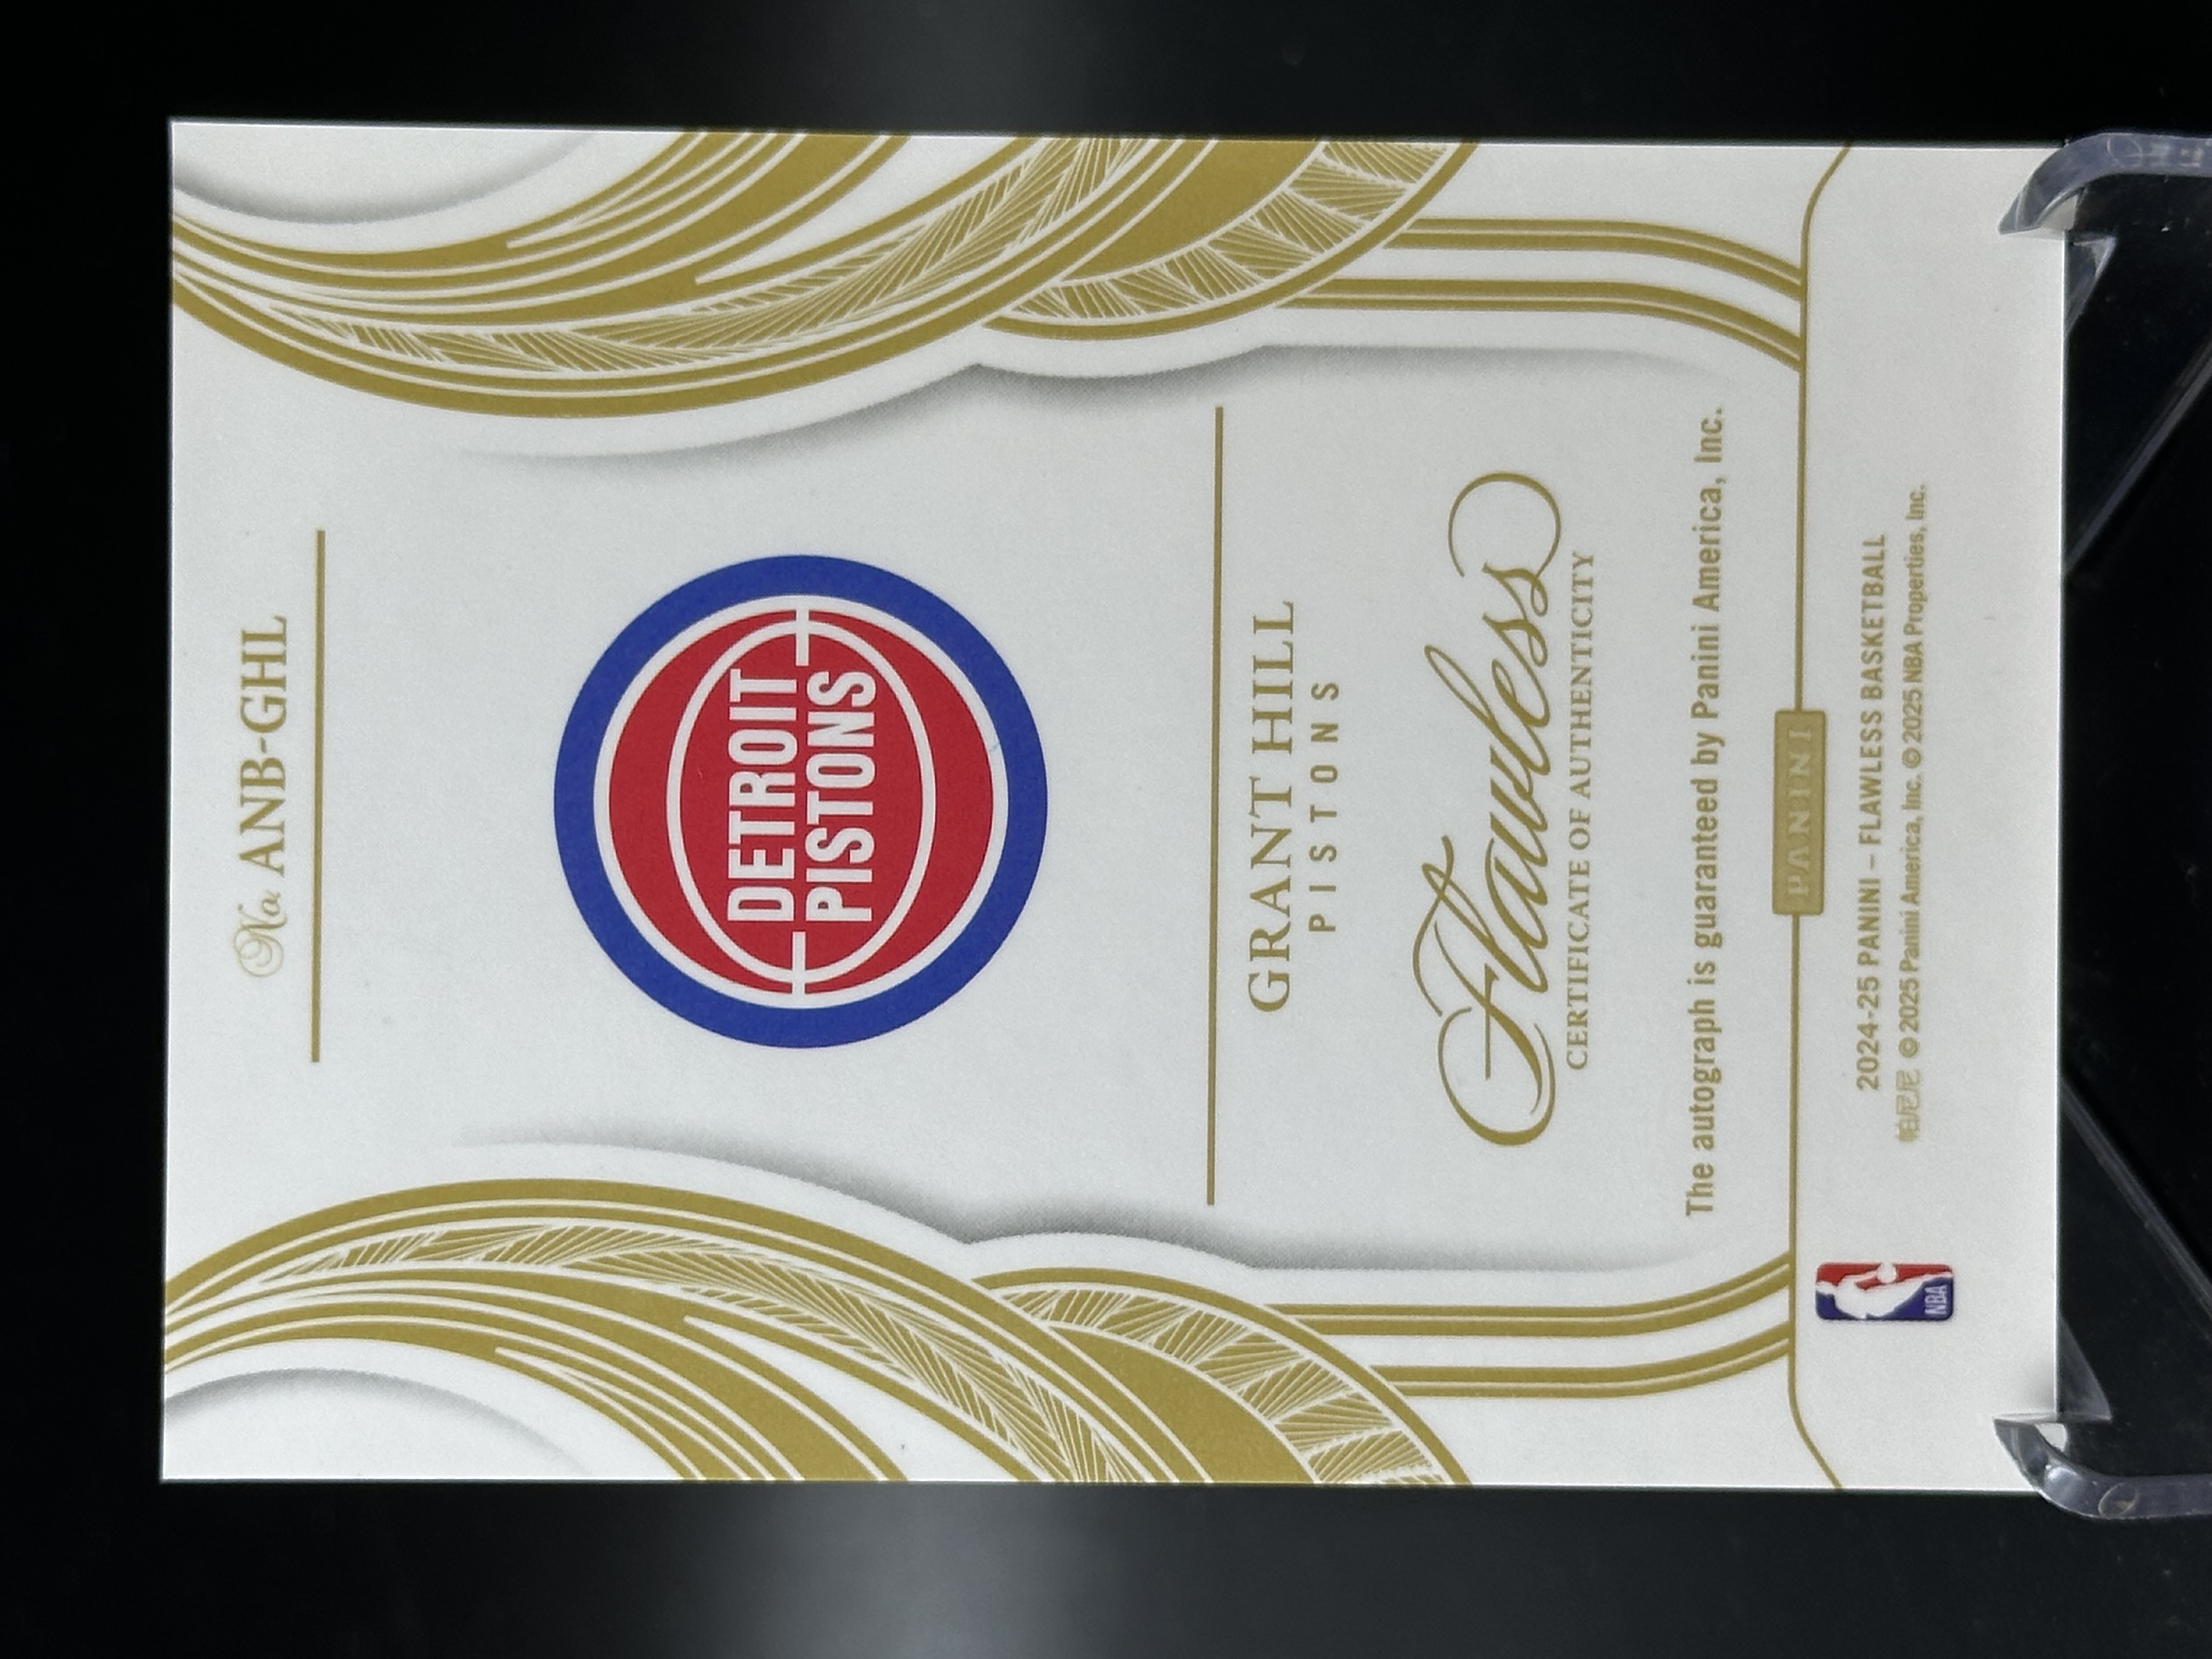 No. ANB-GHL
DETROIT
PISTONS
GRANT HILL
PISTONS
Flawless
CERTIFICATE OF AUTHENTICITY
The autograph is guaranteed by Panini America, Inc.
PANINI
2024-25 PANINI – FLAWLESS BASKETBALL
帕尼尼 © 2025 Panini America, Inc. © 2025 NBA Properties, Inc.
NBA